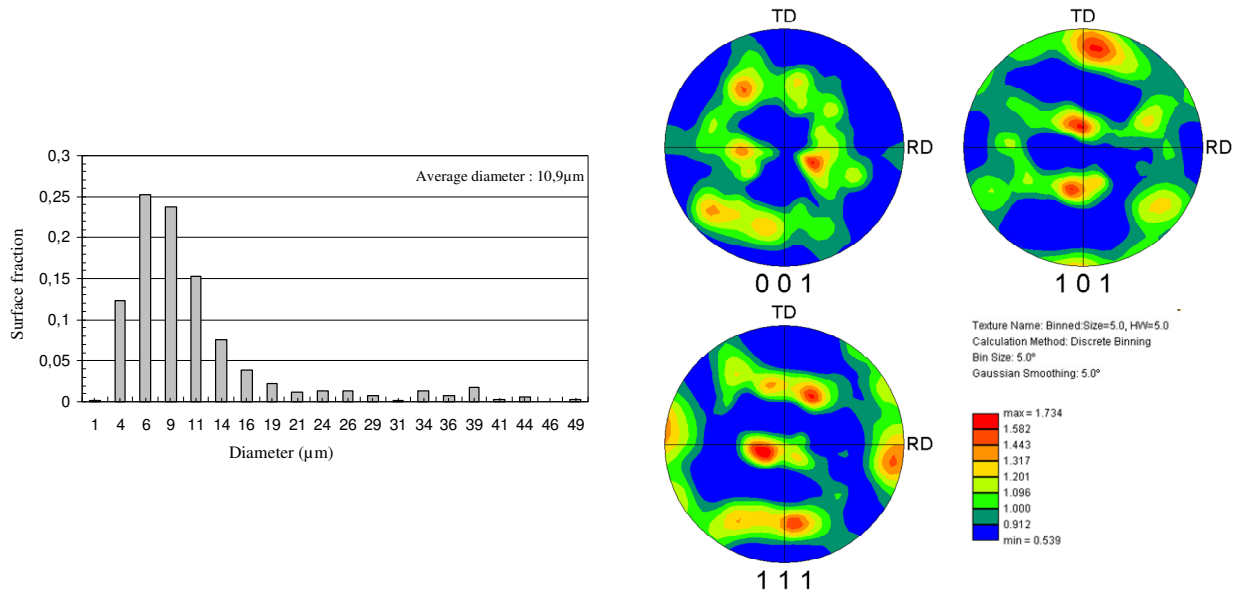 Average diameter : 10,9µm
Surface fraction
0,3
0,25
0,2
0,15
0,1
0,05
0
1 4 6 9 11 14 16 19 21 24 26 29 31 34 36 39 41 44 46 49
Diameter (µm)
TD
RD
0 0 1
TD
RD
1 0 1
TD
RD
1 1 1
Texture Name: Binned:Size=5.0, HW=5.0
Calculation Method: Discrete Binning
Bin Size: 5.0°
Gaussian Smoothing: 5.0°
max = 1.734
1.582
1.443
1.317
1.201
1.096
1.000
0.912
min = 0.539